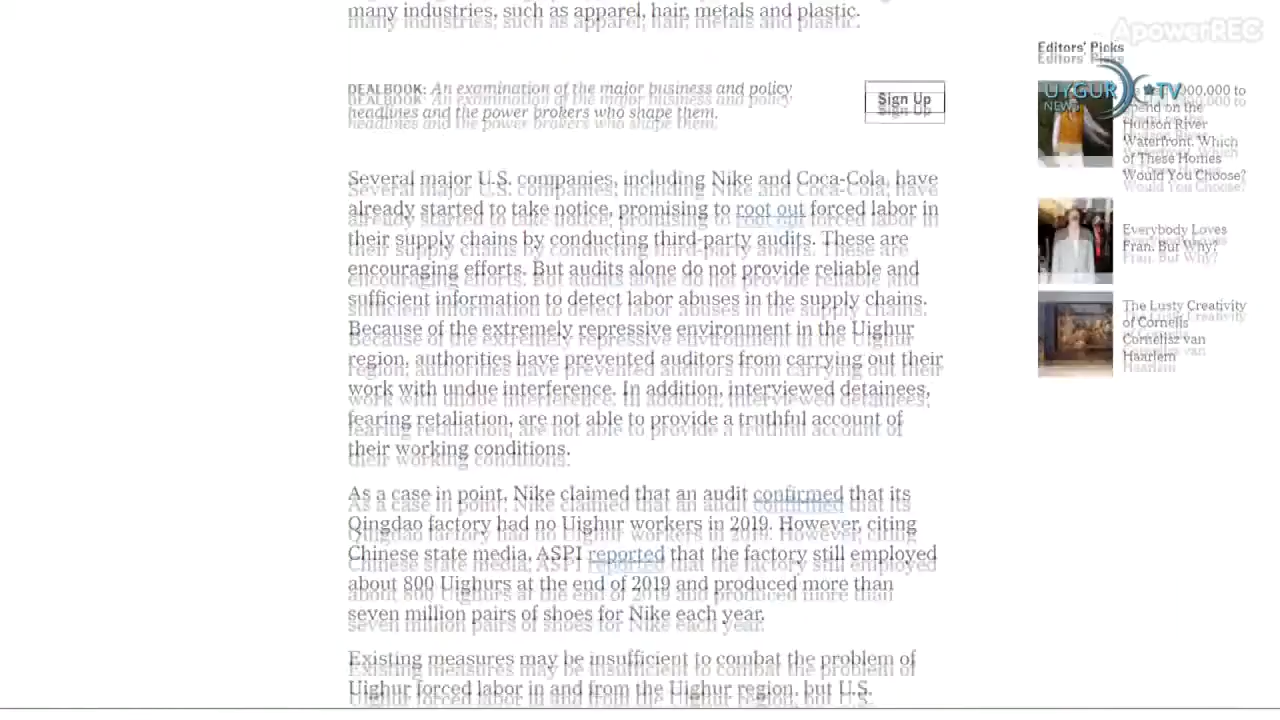 many industries, such as apparel, hair, metals and plastic.
ApowerREC
Editors' Picks
DEALBOOK: An examination of the major business and policy
headlines and the power brokers who shape them.
Sign Up
UYGUR TV
NEWS
000,000 to
Spend on the
Hudson River
Waterfront. Which
of These Homes
Would You Choose?
Everybody Loves
Fran. But Why?
The Lusty Creativity
of Cornelis
Cornelisz van
Haarlem
Several major U.S. companies, including Nike and Coca-Cola, have
already started to take notice, promising to root out forced labor in
their supply chains by conducting third-party audits. These are
encouraging efforts. But audits alone do not provide reliable and
sufficient information to detect labor abuses in the supply chains.
Because of the extremely repressive environment in the Uighur
region, authorities have prevented auditors from carrying out their
work with undue interference. In addition, interviewed detainees,
fearing retaliation, are not able to provide a truthful account of
their working conditions.
As a case in point, Nike claimed that an audit confirmed that its
Qingdao factory had no Uighur workers in 2019. However, citing
Chinese state media, ASPI reported that the factory still employed
about 800 Uighurs at the end of 2019 and produced more than
seven million pairs of shoes for Nike each year.
Existing measures may be insufficient to combat the problem of
Uighur forced labor in and from the Uighur region, but U.S.